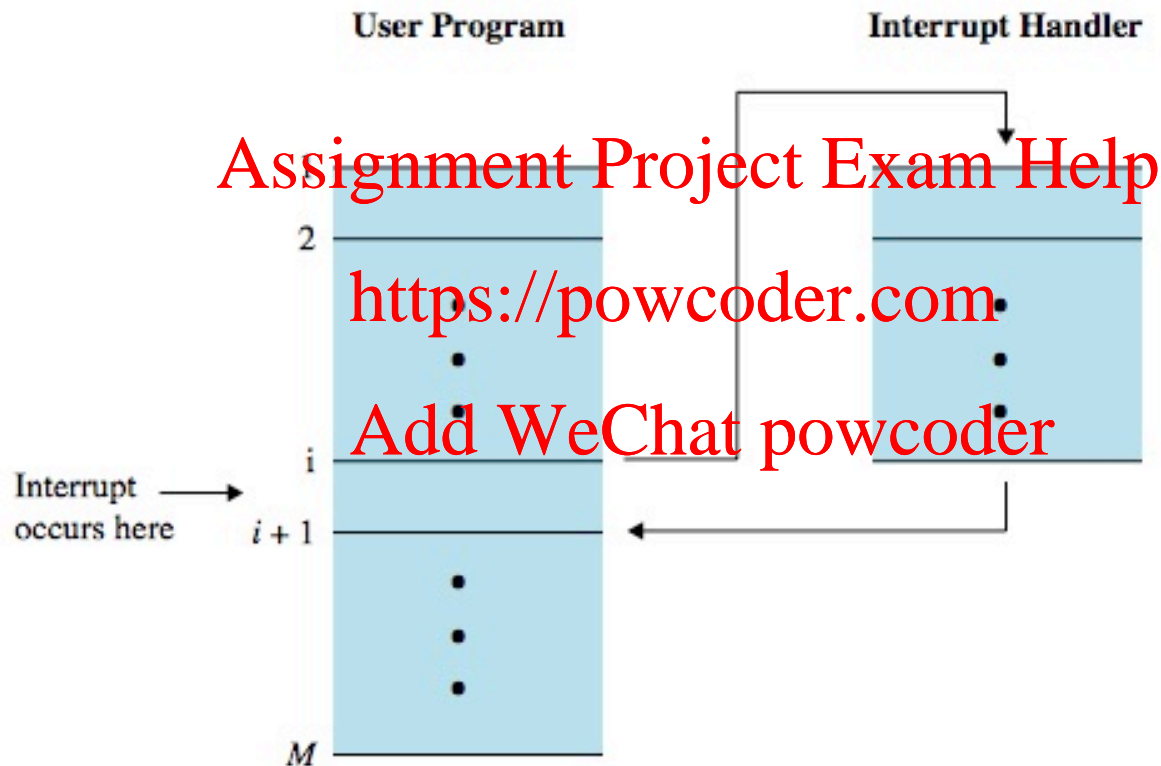 User Program
Interrupt Handler
Assignment Project Exam Help
2
https://powcoder.com
Add WeChat powcoder
i
Interrupt
occurs here
i + 1
M